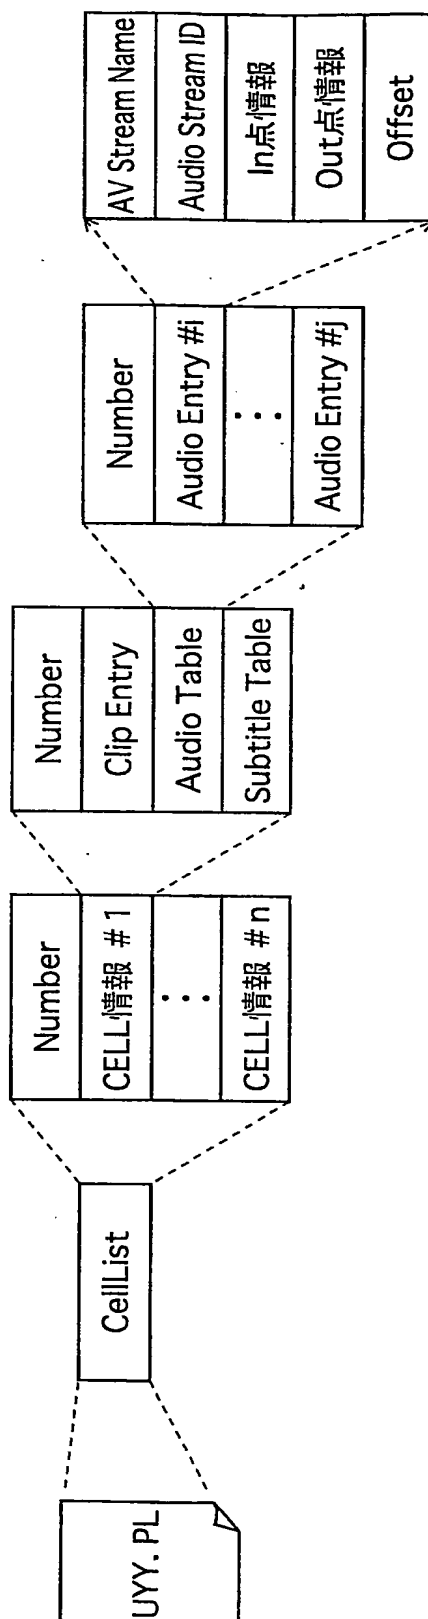 UYY. PL
CellList
Number
CELL情報 #1
⋮
CELL情報 #n
Number
Clip Entry
Audio Table
Subtitle Table
Number
Audio Entry #i
⋮
Audio Entry #j
AV Stream Name
Audio Stream ID
In点情報
Out点情報
Offset